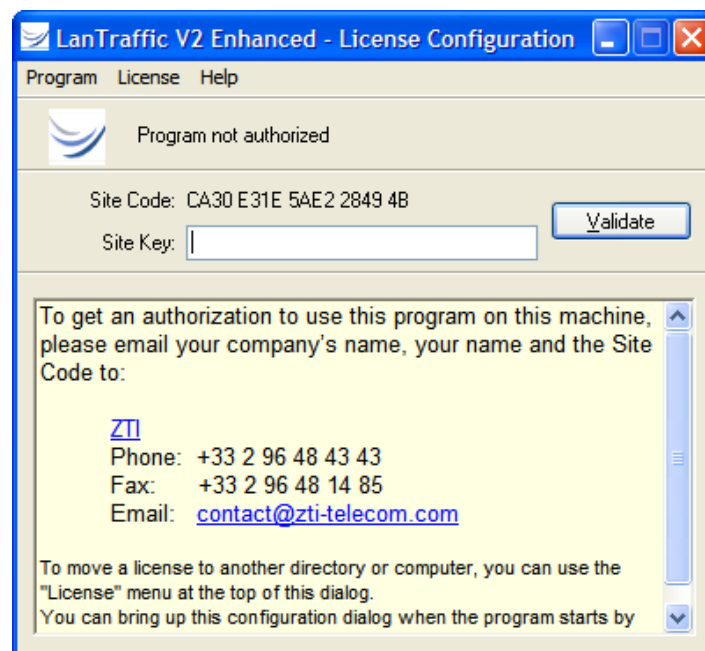 LanTraffic V2 Enhanced - License Configuration
Program License Help
Program not authorized
Site Code: CA30 E31E 5AE2 2849 4B
Validate
Site Key:
To get an authorization to use this program on this machine,
please email your company's name, your name and the Site
Code to:
ZTI
Phone: +33 2 96 48 43 43
Fax: +33 2 96 48 14 85
Email: contact@zti-telecom.com
To move a license to another directory or computer, you can use the
"License" menu at the top of this dialog.
You can bring up this configuration dialog when the program starts by